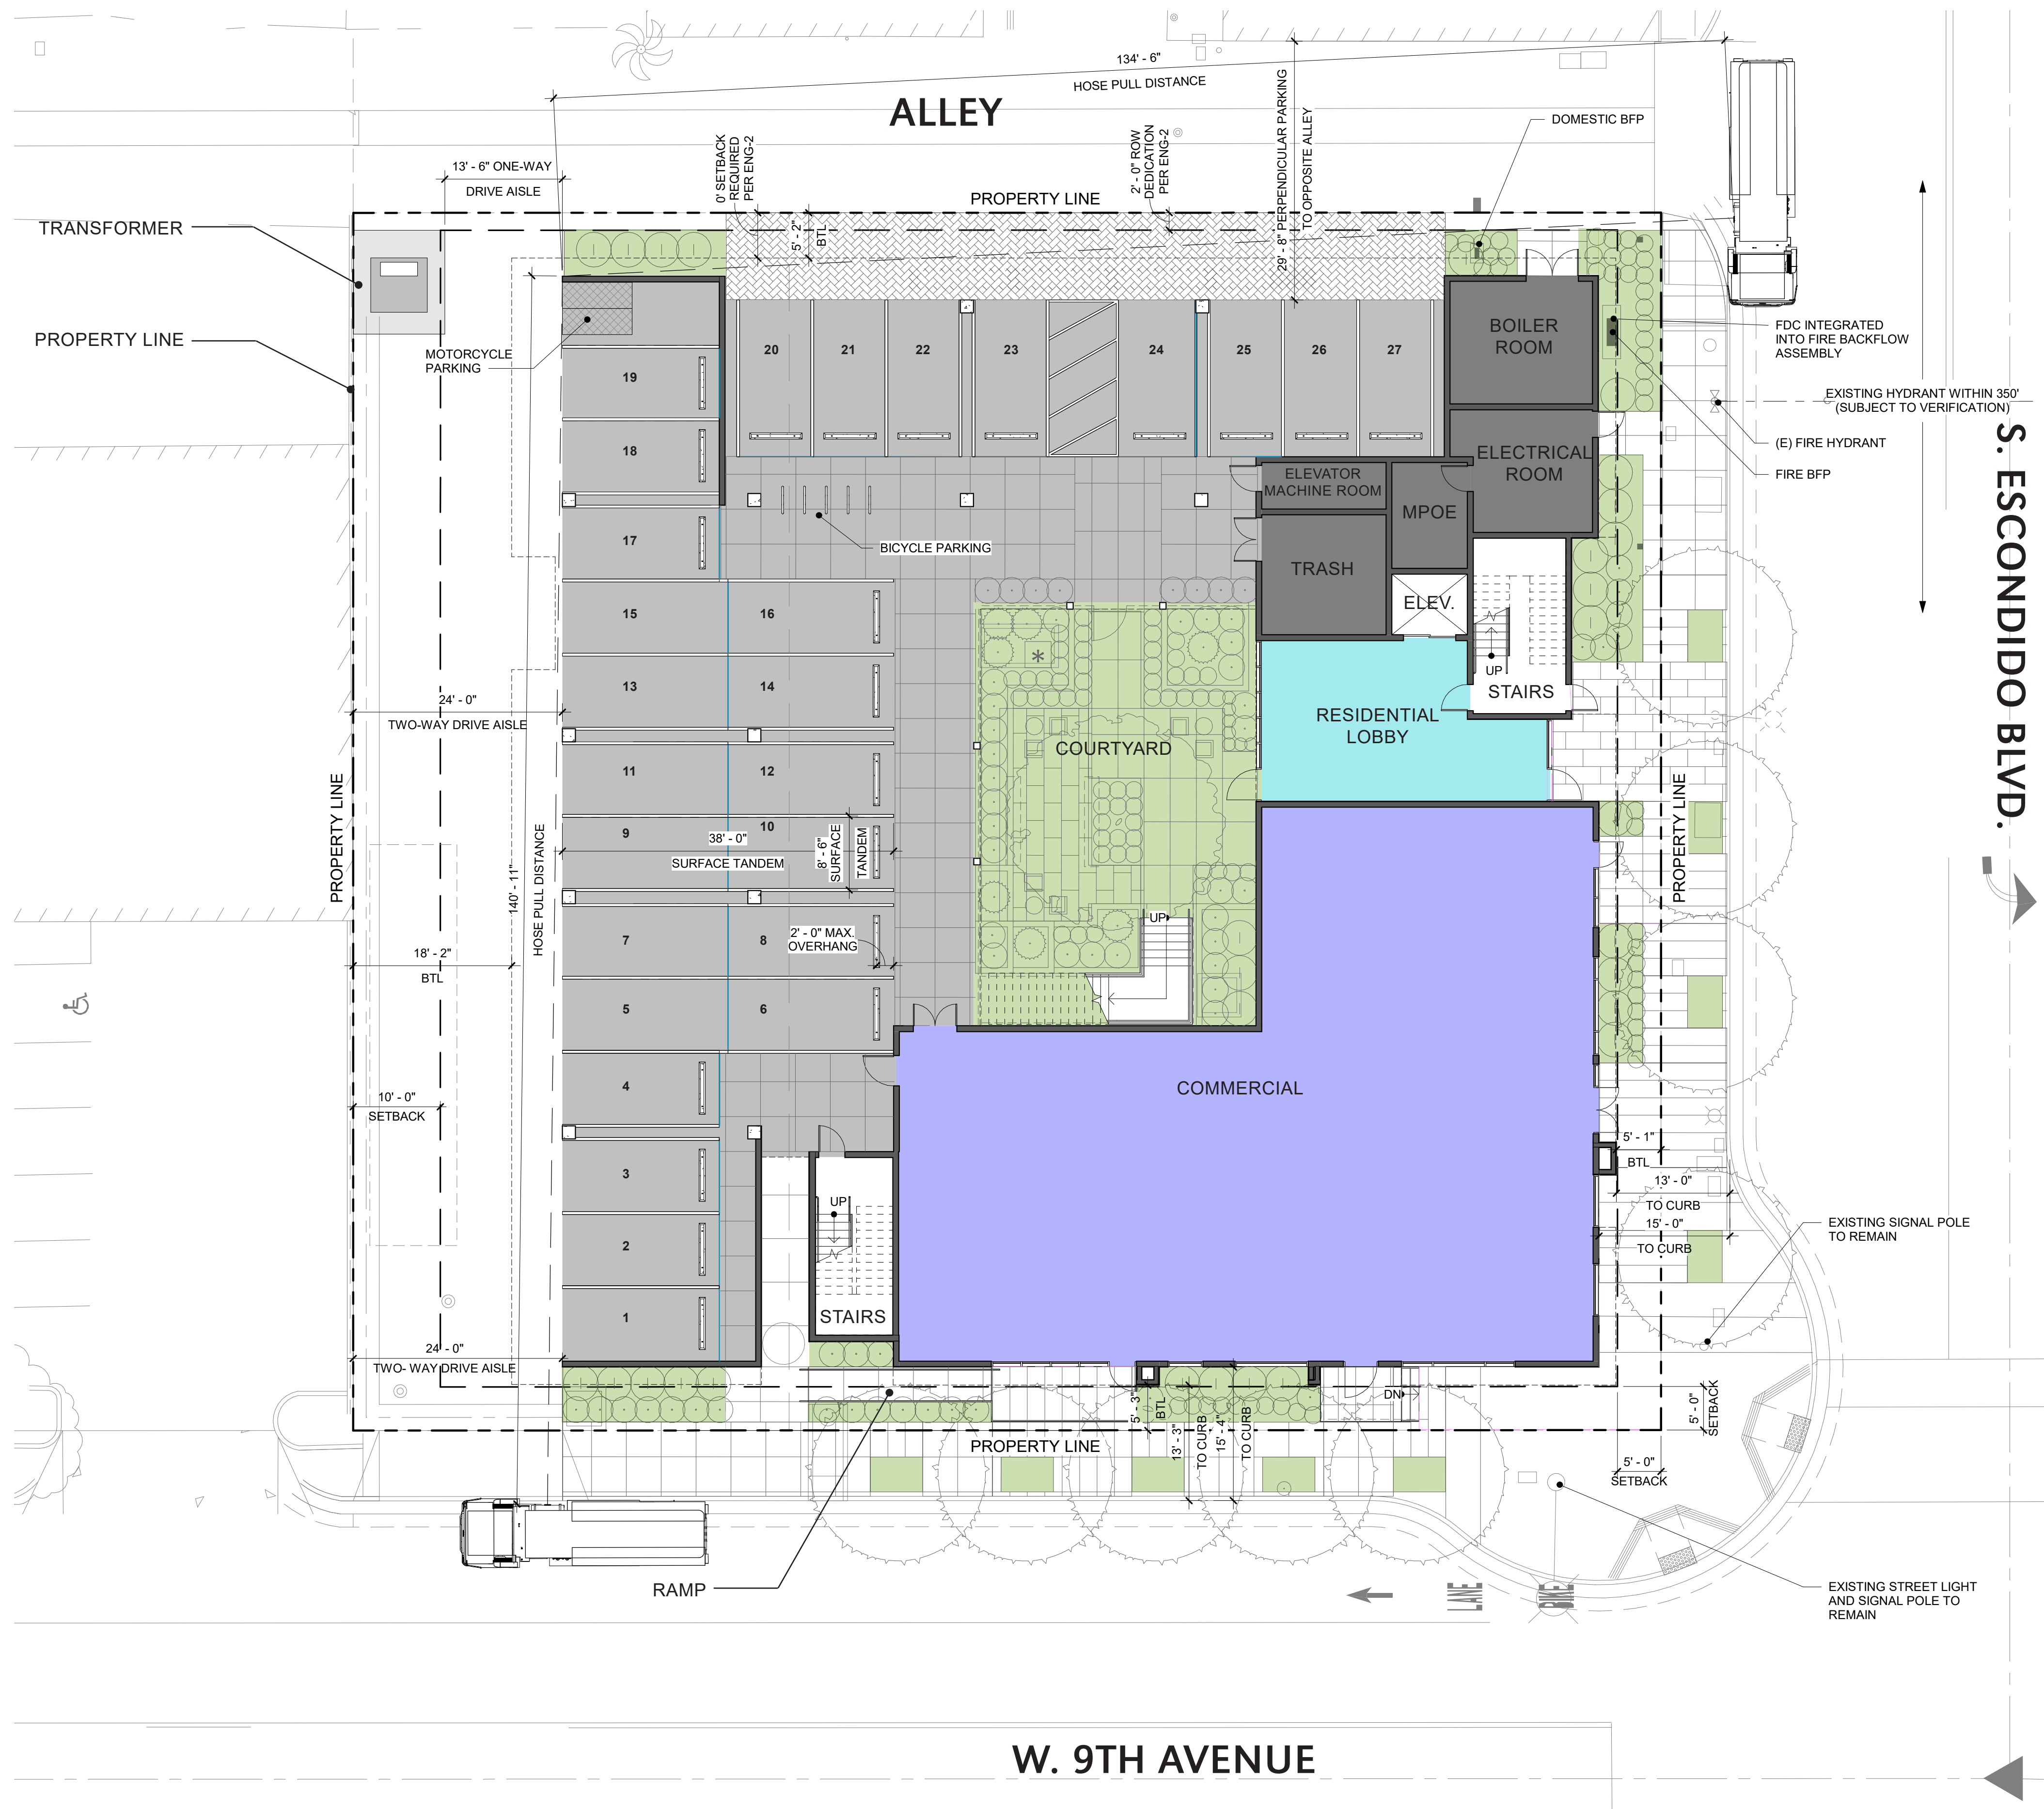 134' - 6"
HOSE PULL DISTANCE
ALLEY
DOMESTIC BFP
29' - 8" PERPENDICULAR PARKING
TO OPPOSITE ALLEY
2' - 0" ROW
DEDICATION
PER ENG-2
0' SETBACK
REQUIRED
PER ENG-2
13' - 6" ONE-WAY
DRIVE AISLE
PROPERTY LINE
5' - 2"
BTL
TRANSFORMER
PROPERTY LINE
MOTORCYCLE
PARKING
BOILER
ROOM
FDC INTEGRATED
INTO FIRE BACKFLOW
ASSEMBLY
EXISTING HYDRANT WITHIN 350'
(SUBJECT TO VERIFICATION)
(E) FIRE HYDRANT
FIRE BFP
S. ESCONDIDO BLVD.
20
21
22
23
24
25
26
27
19
18
17
ELECTRICAL
ROOM
ELEVATOR
MACHINE ROOM
MPOE
BICYCLE PARKING
TRASH
ELEV.
15
16
13
14
UP
STAIRS
24' - 0"
TWO-WAY DRIVE AISLE
RESIDENTIAL
LOBBY
COURTYARD
*
11
12
PROPERTY LINE
PROPERTY LINE
9
10
38' - 0"
SURFACE TANDEM
8' - 6"
SURFACE
TANDEM
140' - 11"
HOSE PULL DISTANCE
7
8
2' - 0" MAX.
OVERHANG
UP
18' - 2"
BTL
5
6
4
COMMERCIAL
10' - 0"
SETBACK
5' - 1"
BTL
13' - 0"
TO CURB
15' - 0"
TO CURB
3
UP
2
EXISTING SIGNAL POLE
TO REMAIN
1
STAIRS
24' - 0"
TWO- WAY DRIVE AISLE
DN
5' - 3"
BTL
13' - 3"
TO CURB
15' - 4"
TO CURB
5' - 0"
SETBACK
PROPERTY LINE
5' - 0"
SETBACK
RAMP
LANE
BIKE
EXISTING STREET LIGHT
AND SIGNAL POLE TO
REMAIN
W. 9TH AVENUE